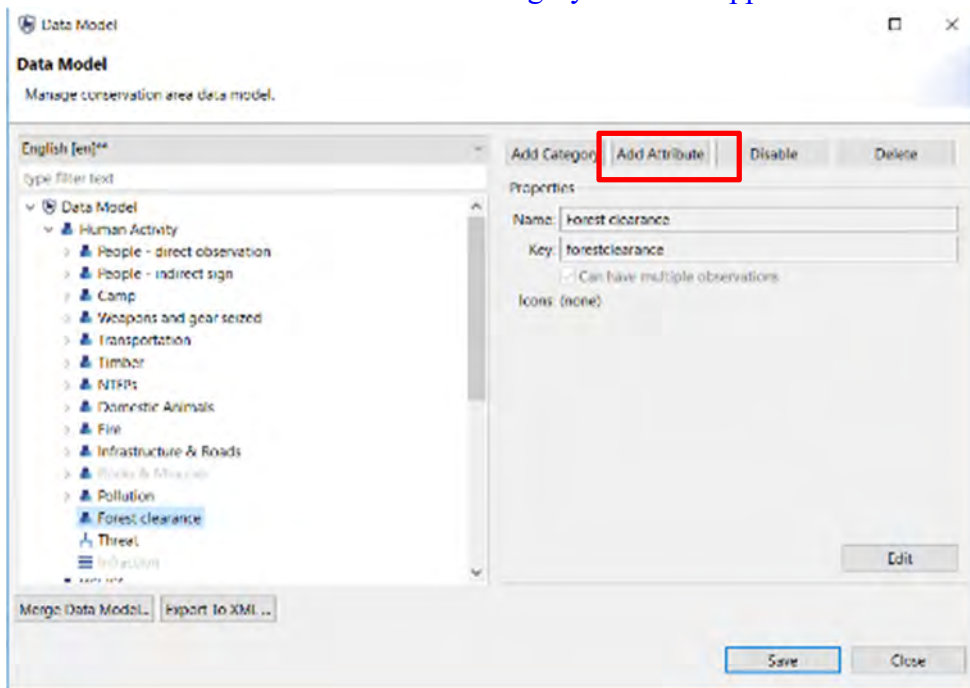 Data Model
Data Model
Manage conservation area data model.
English [en]**
type filter text
Add Category Add Attribute Disable Delete
Properties
Data Model
Human Activity
People - direct observation
People - indirect sign
Camp
Weapons and gear seized
Transportation
Timber
NTFPs
Domestic Animals
Fire
Infrastructure & Roads
Rocks & Minerals
Pollution
Forest clearance
Threat
Infraction
Name: Forest clearance
Key: forestclearance
Can have multiple observations
Icons: (none)
Edit
Merge Data Model... Export To XML ...
Save Close